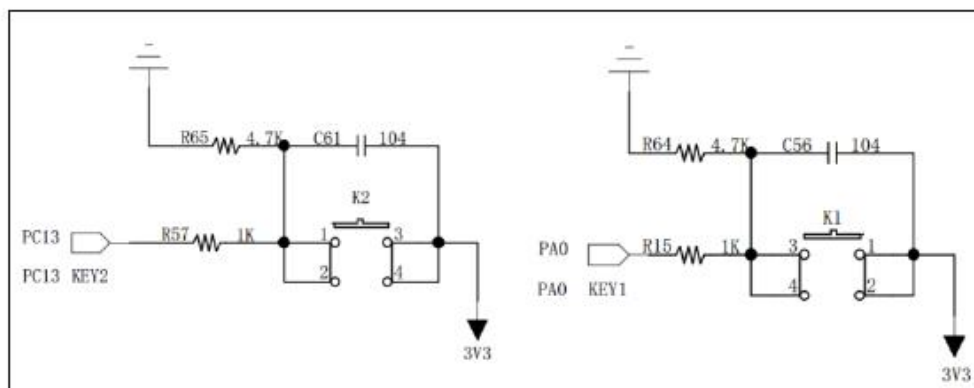 R65 4.7K C61 104
K2
PC13 R57 1K 1 3
PC13 KEY2 2 4
3V3
R64 4.7K C56 104
K1
PA0 R15 1K 3 1
PA0 KEY1 4 2
3V3